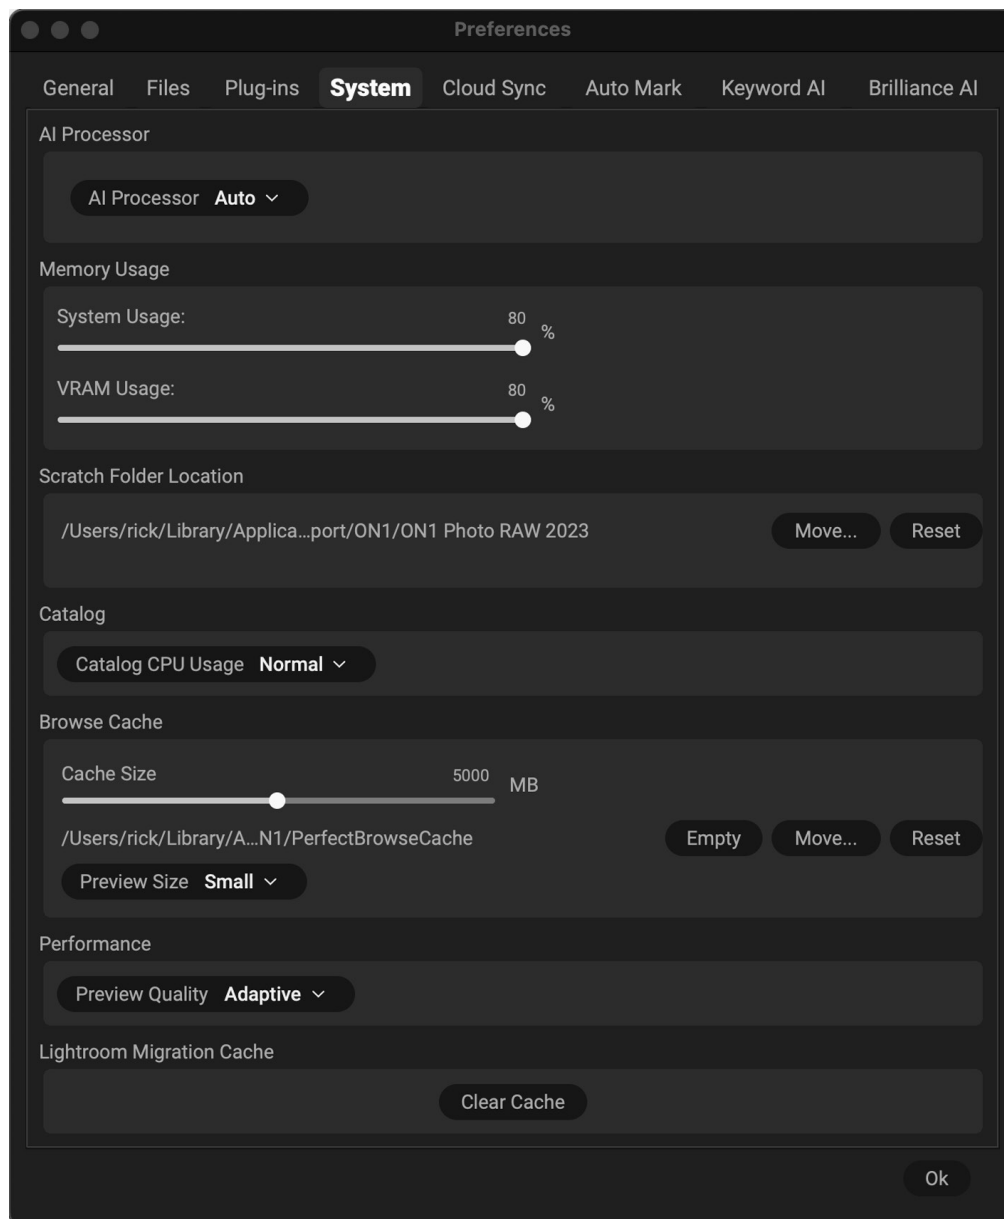 Preferences
General Files Plug-ins System Cloud Sync Auto Mark Keyword AI Brilliance AI
AI Processor
AI Processor Auto
Memory Usage
System Usage: 80 %
VRAM Usage: 80 %
Scratch Folder Location
/Users/rick/Library/Applica...port/ON1/ON1 Photo RAW 2023 Move... Reset
Catalog
Catalog CPU Usage Normal
Browse Cache
Cache Size 5000 MB
/Users/rick/Library/A...N1/PerfectBrowseCache Empty Move... Reset
Preview Size Small
Performance
Preview Quality Adaptive
Lightroom Migration Cache
Clear Cache
Ok